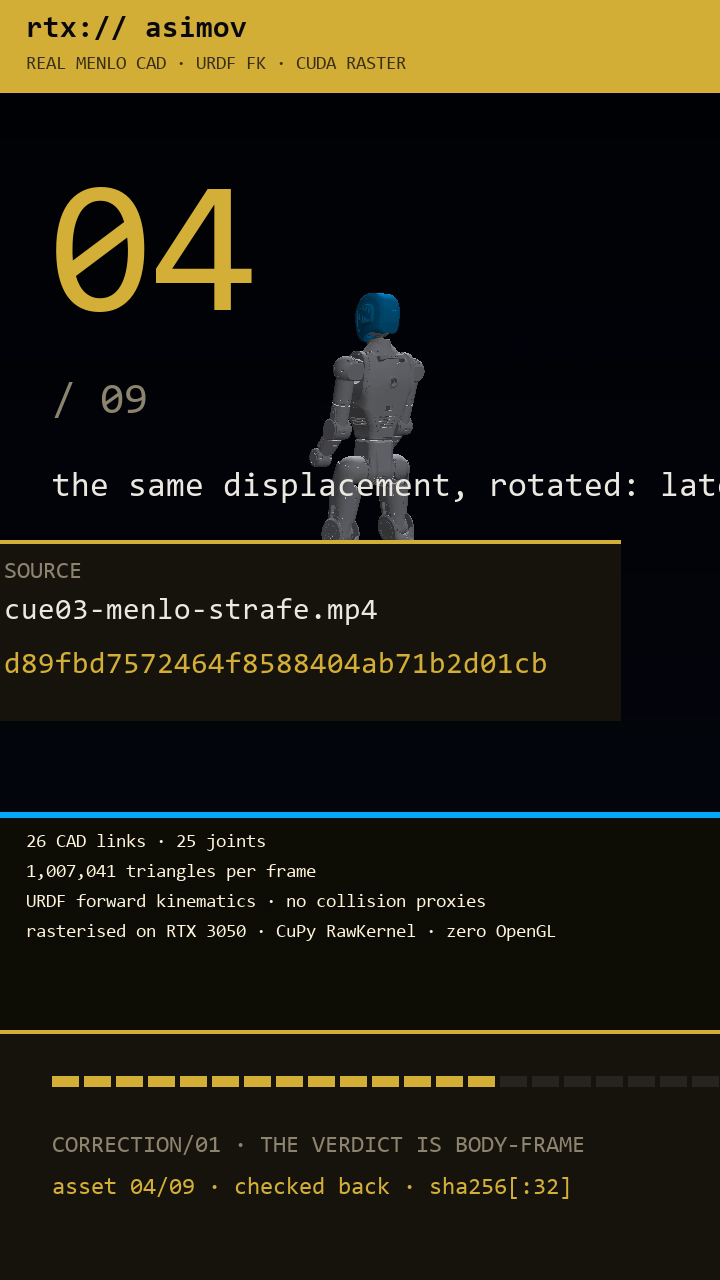 rtx:// asimov
REAL MENLO CAD · URDF FK · CUDA RASTER
04
/ 09
the same displacement, rotated: late
SOURCE
cue03-menlo-strafe.mp4
d89fbd7572464f8588404ab71b2d01cb
26 CAD links · 25 joints
1,007,041 triangles per frame
URDF forward kinematics · no collision proxies
rasterised on RTX 3050 · CuPy RawKernel · zero OpenGL
CORRECTION/01 · THE VERDICT IS BODY-FRAME
asset 04/09 · checked back · sha256[:32]